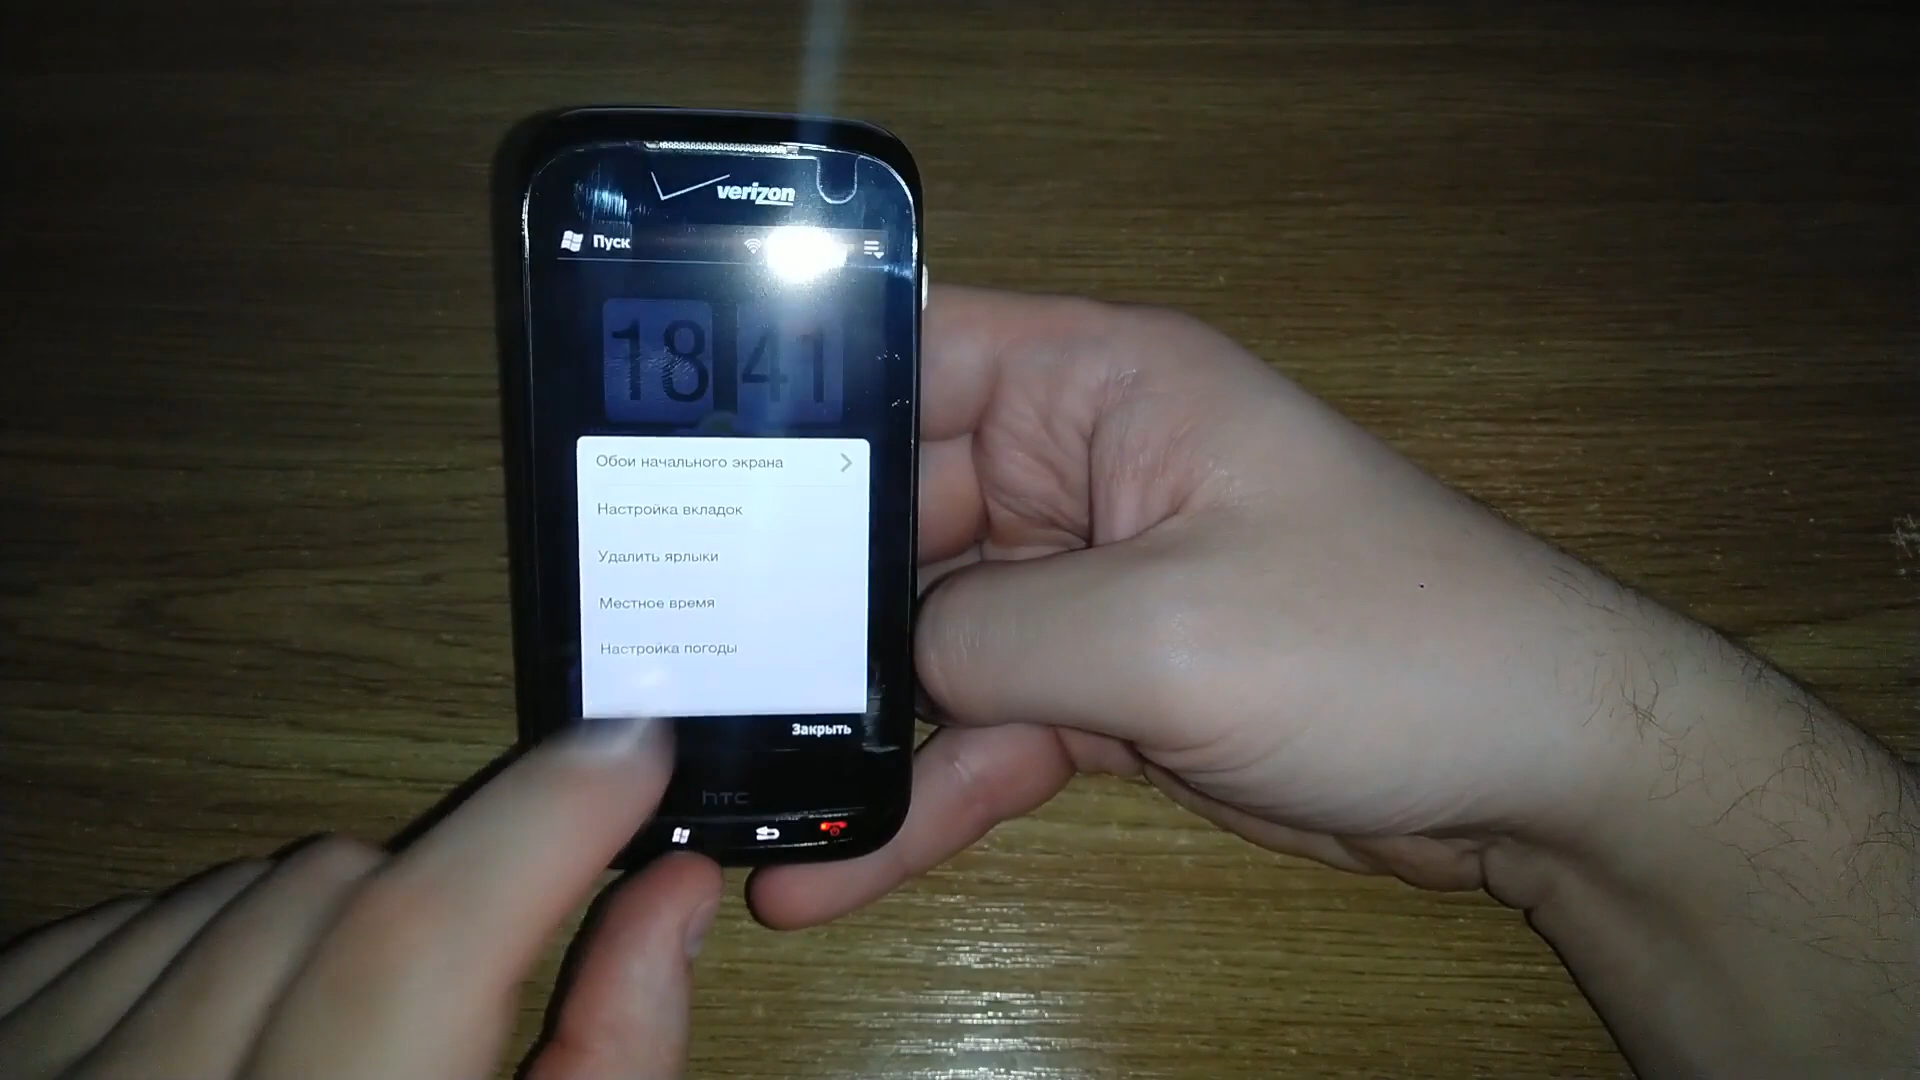 verizon
Пуск
18 41
Обои начального экрана
Настройка вкладок
Удалить ярлыки
Местное время
Настройка погоды
Закрыть
hTC